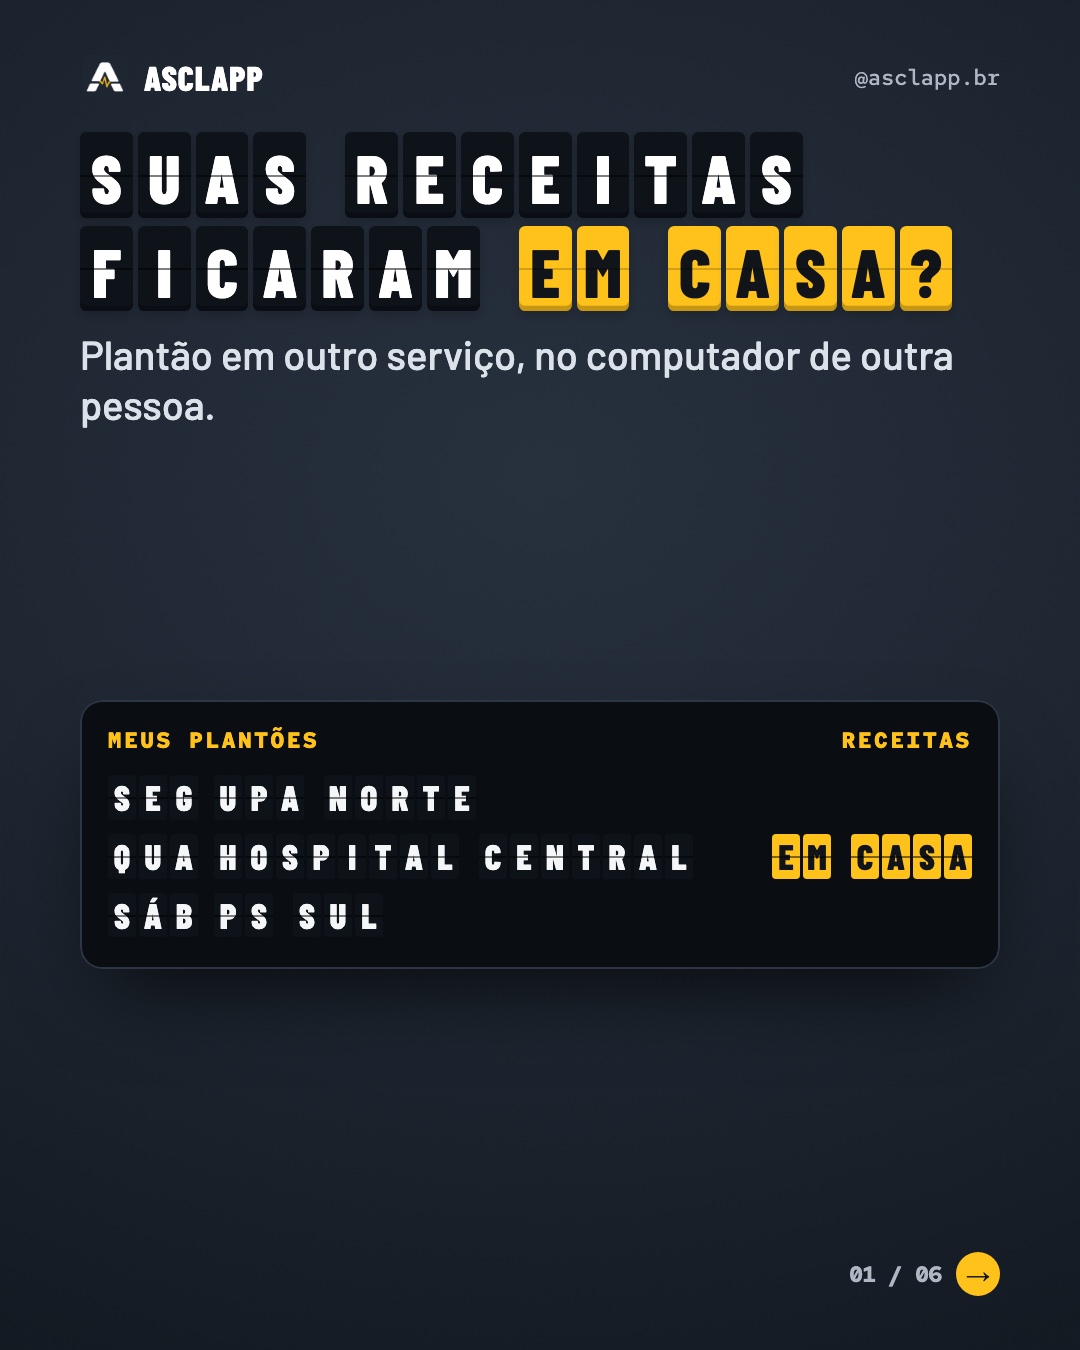 ASCLAPP
@asclapp.br
SUAS RECEITAS
FICARAM EM CASA?
Plantão em outro serviço, no computador de outra
pessoa.
MEUS PLANTÕES RECEITAS
SEG UPA NORTE
QUA HOSPITAL CENTRAL EM CASA
SÁB PS SUL
01 / 06 →